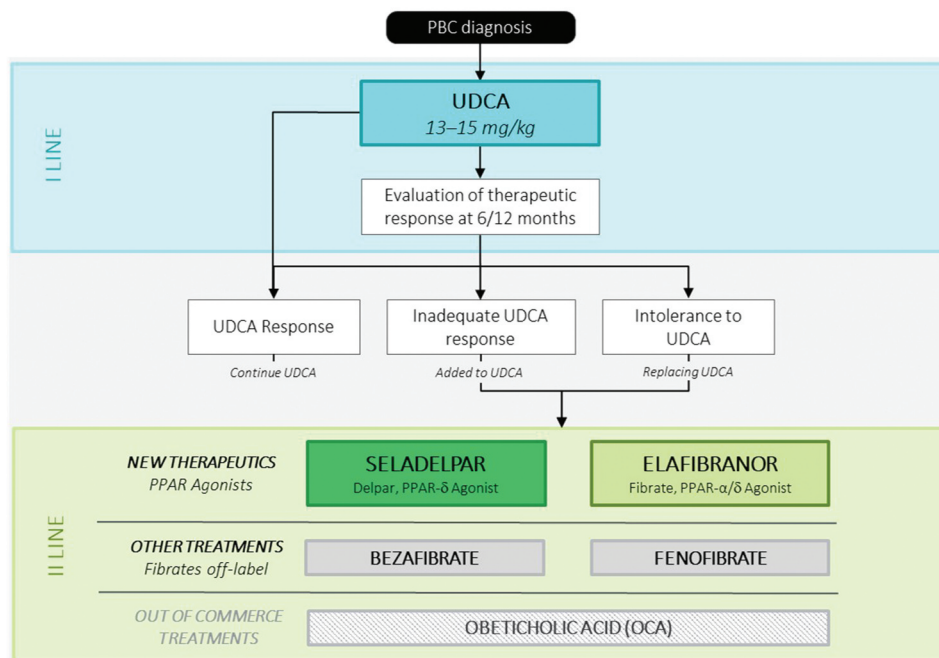 PBC diagnosis
I LINE
UDCA
13–15 mg/kg
Evaluation of therapeutic
response at 6/12 months
UDCA Response
Continue UDCA
Inadequate UDCA
response
Added to UDCA
Intolerance to
UDCA
Replacing UDCA
II LINE
NEW THERAPEUTICS
PPAR Agonists
SELADELPAR
Delpar, PPAR-δ Agonist
ELAFIBRANOR
Fibrate, PPAR-α/δ Agonist
OTHER TREATMENTS
Fibrates off-label
BEZAFIBRATE
FENOFIBRATE
OUT OF COMMERCE
TREATMENTS
OBETICHOLIC ACID (OCA)